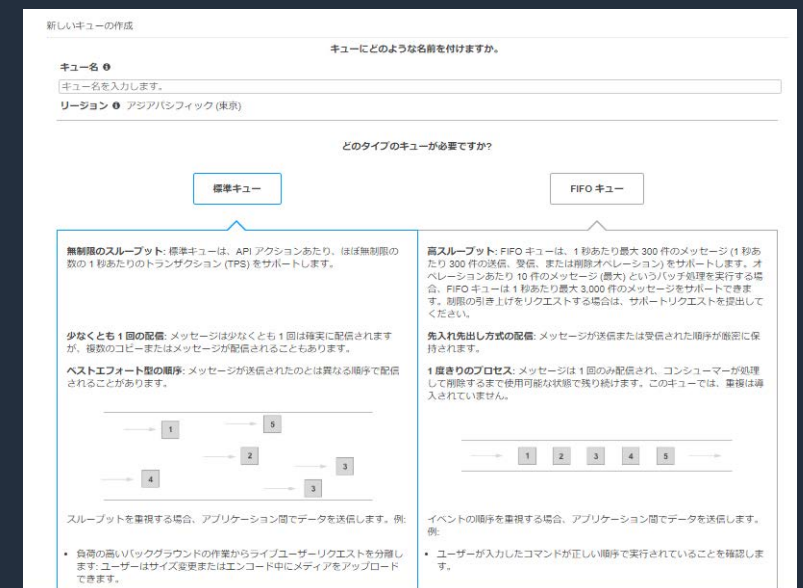 新しいキューの作成
キューにどのような名前を付けますか。
キュー名
キュー名を入力します。
リージョン アジアパシフィック (東京)
どのタイプのキューが必要ですか?
標準キュー
FIFO キュー
無制限のスループット: 標準キューは、API アクションあたり、ほぼ無制限の
数の 1 秒あたりのトランザクション (TPS) をサポートします。
少なくとも 1 回の配信: メッセージは少なくとも 1 回は確実に配信されます
が、複数のコピーまたはメッセージが配信されることもあります。
ベストエフォート型の順序: メッセージが送信されたのとは異なる順序で配信
されることがあります。
1
5
2
3
4
3
スループットを重視する場合、アプリケーション間でデータを送信します。例:
• 負荷の高いバックグラウンドの作業からライブユーザーリクエストを分離し
ます: ユーザーはサイズ変更またはエンコード中にメディアをアップロード
できます。
高スループット: FIFO キューは、1 秒あたり最大 300 件のメッセージ (1 秒あ
たり 300 件の送信、受信、または削除オペレーション) をサポートします。オ
ペレーションあたり 10 件のメッセージ (最大) というバッチ処理を実行する場
合、FIFO キューは 1 秒あたり最大 3,000 件のメッセージをサポートできま
す。制限の引き上げをリクエストする場合は、サポートリクエストを提出して
ください。
先入れ先出し方式の配信: メッセージが送信または受信された順序が厳密に保
持されます。
1 度きりのプロセス: メッセージは 1 回のみ配信され、コンシューマーが処理
して削除するまで使用可能な状態で残り続けます。このキューでは、重複は導
入されていません。
1 2 3 4 5
イベントの順序を重視する場合、アプリケーション間でデータを送信します。
例:
• ユーザーが入力したコマンドが正しい順序で実行されていることを確認しま
す。